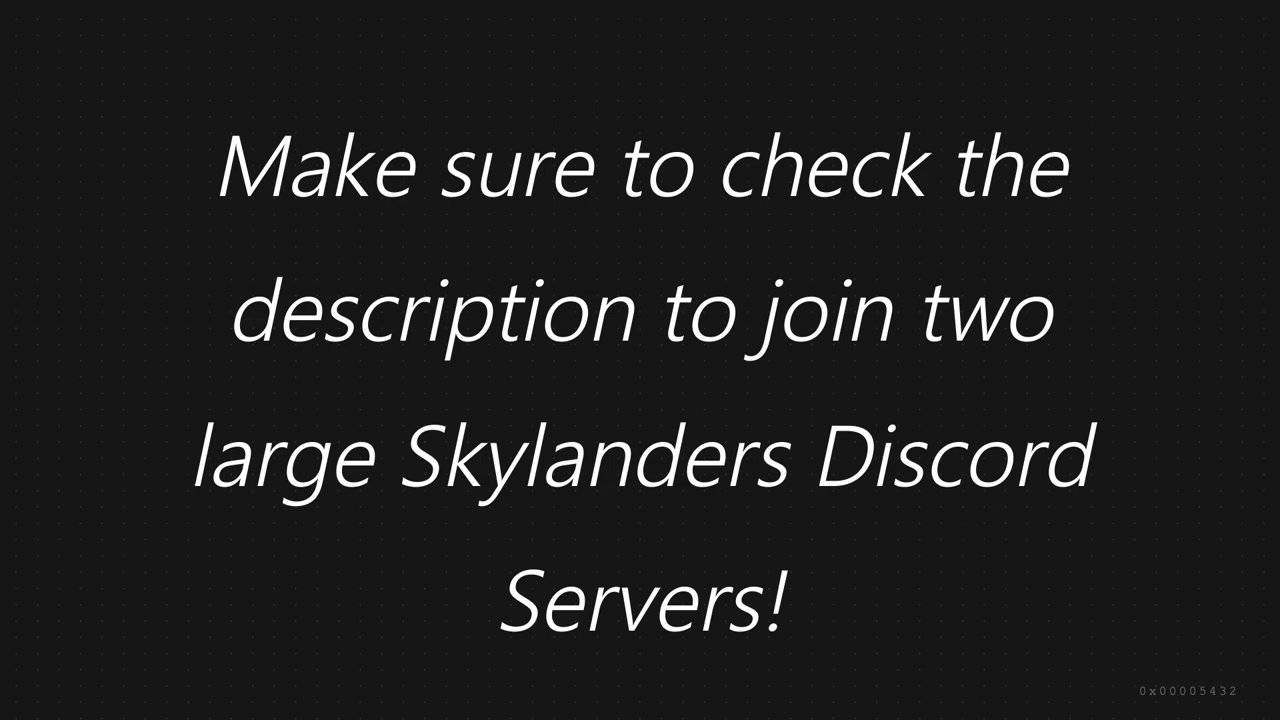 Make sure to check the
description to join two
large Skylanders Discord
Servers!
0x00005432